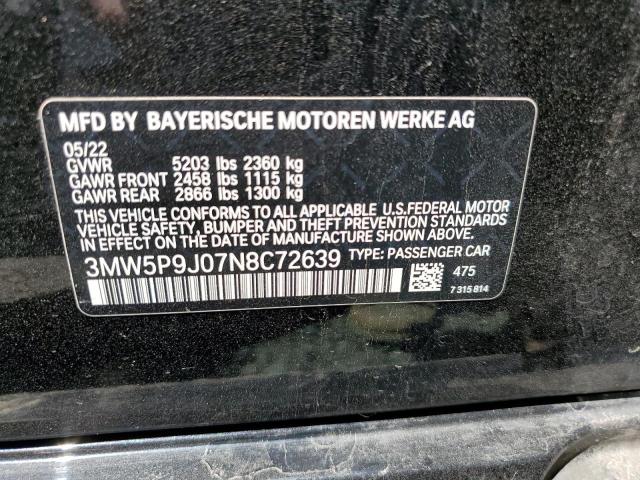 MFD BY BAYERISCHE MOTOREN WERKE AG
05/22
GVWR 5203 lbs 2360 kg
GAWR FRONT 2458 lbs 1115 kg
GAWR REAR 2866 lbs 1300 kg
THIS VEHICLE CONFORMS TO ALL APPLICABLE U.S.FEDERAL MOTOR
VEHICLE SAFETY, BUMPER AND THEFT PREVENTION STANDARDS
IN EFFECT ON THE DATE OF MANUFACTURE SHOWN ABOVE.
3MW5P9J07N8C72639 TYPE: PASSENGER CAR
475
7 315 814